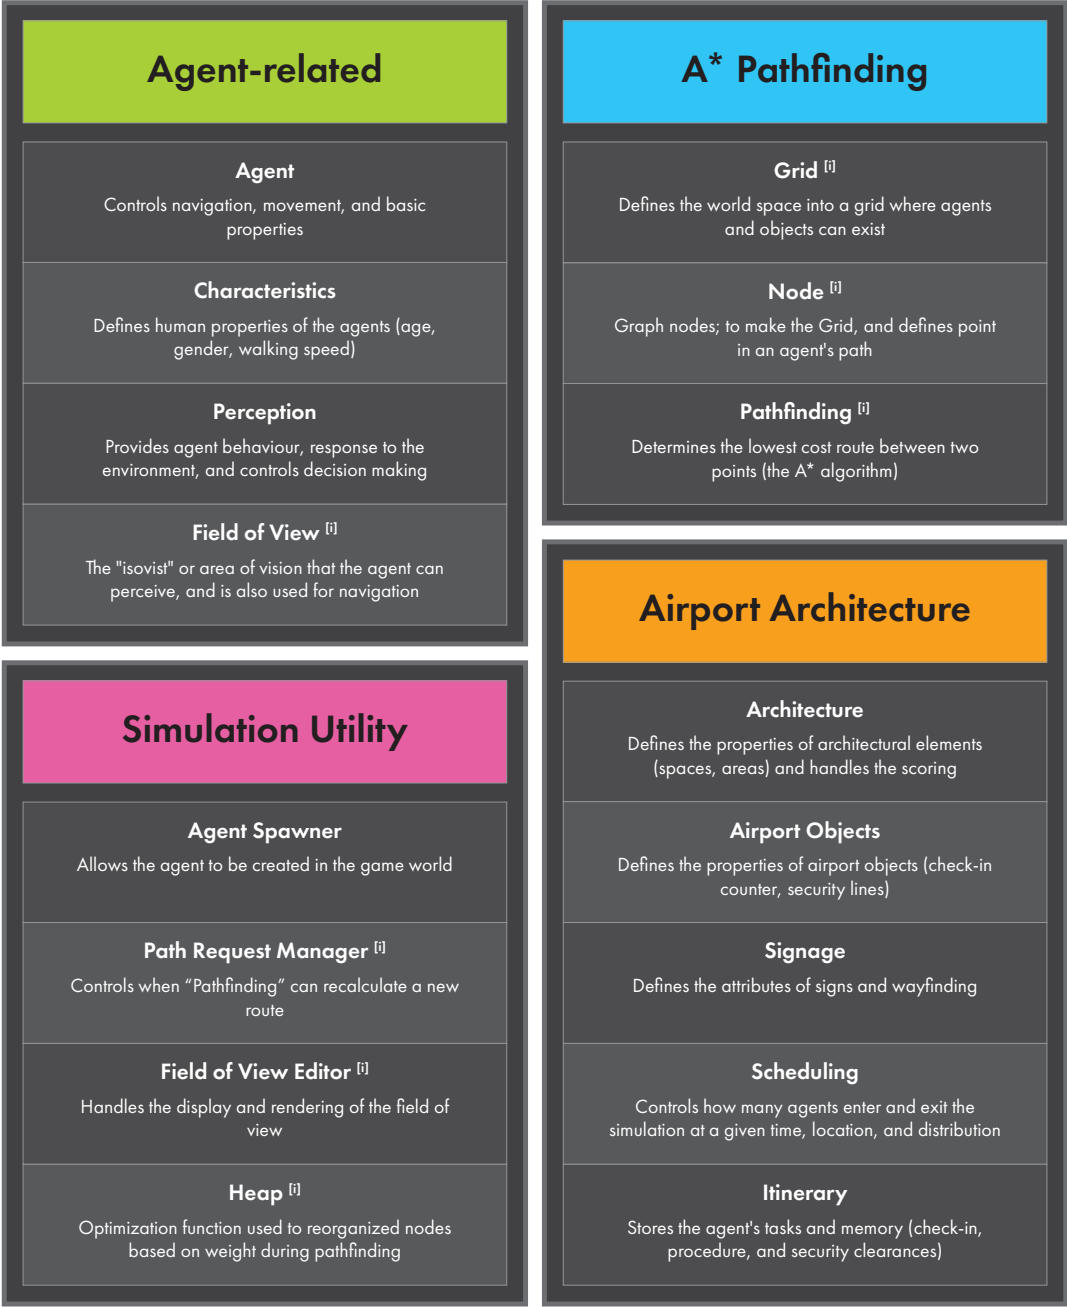 Agent-related
Agent
Controls navigation, movement, and basic
properties
Characteristics
Defines human properties of the agents (age,
gender, walking speed)
Perception
Provides agent behaviour, response to the
environment, and controls decision making
Field of View [i]
The "isovist" or area of vision that the agent can
perceive, and is also used for navigation
Simulation Utility
Agent Spawner
Allows the agent to be created in the game world
Path Request Manager [i]
Controls when “Pathfinding” can recalculate a new
route
Field of View Editor [i]
Handles the display and rendering of the field of
view
Heap [i]
Optimization function used to reorganized nodes
based on weight during pathfinding
A* Pathfinding
Grid [i]
Defines the world space into a grid where agents
and objects can exist
Node [i]
Graph nodes; to make the Grid, and defines point
in an agent's path
Pathfinding [i]
Determines the lowest cost route between two
points (the A* algorithm)
Airport Architecture
Architecture
Defines the properties of architectural elements
(spaces, areas) and handles the scoring
Airport Objects
Defines the properties of airport objects (check-in
counter, security lines)
Signage
Defines the attributes of signs and wayfinding
Scheduling
Controls how many agents enter and exit the
simulation at a given time, location, and distribution
Itinerary
Stores the agent's tasks and memory (check-in,
procedure, and security clearances)